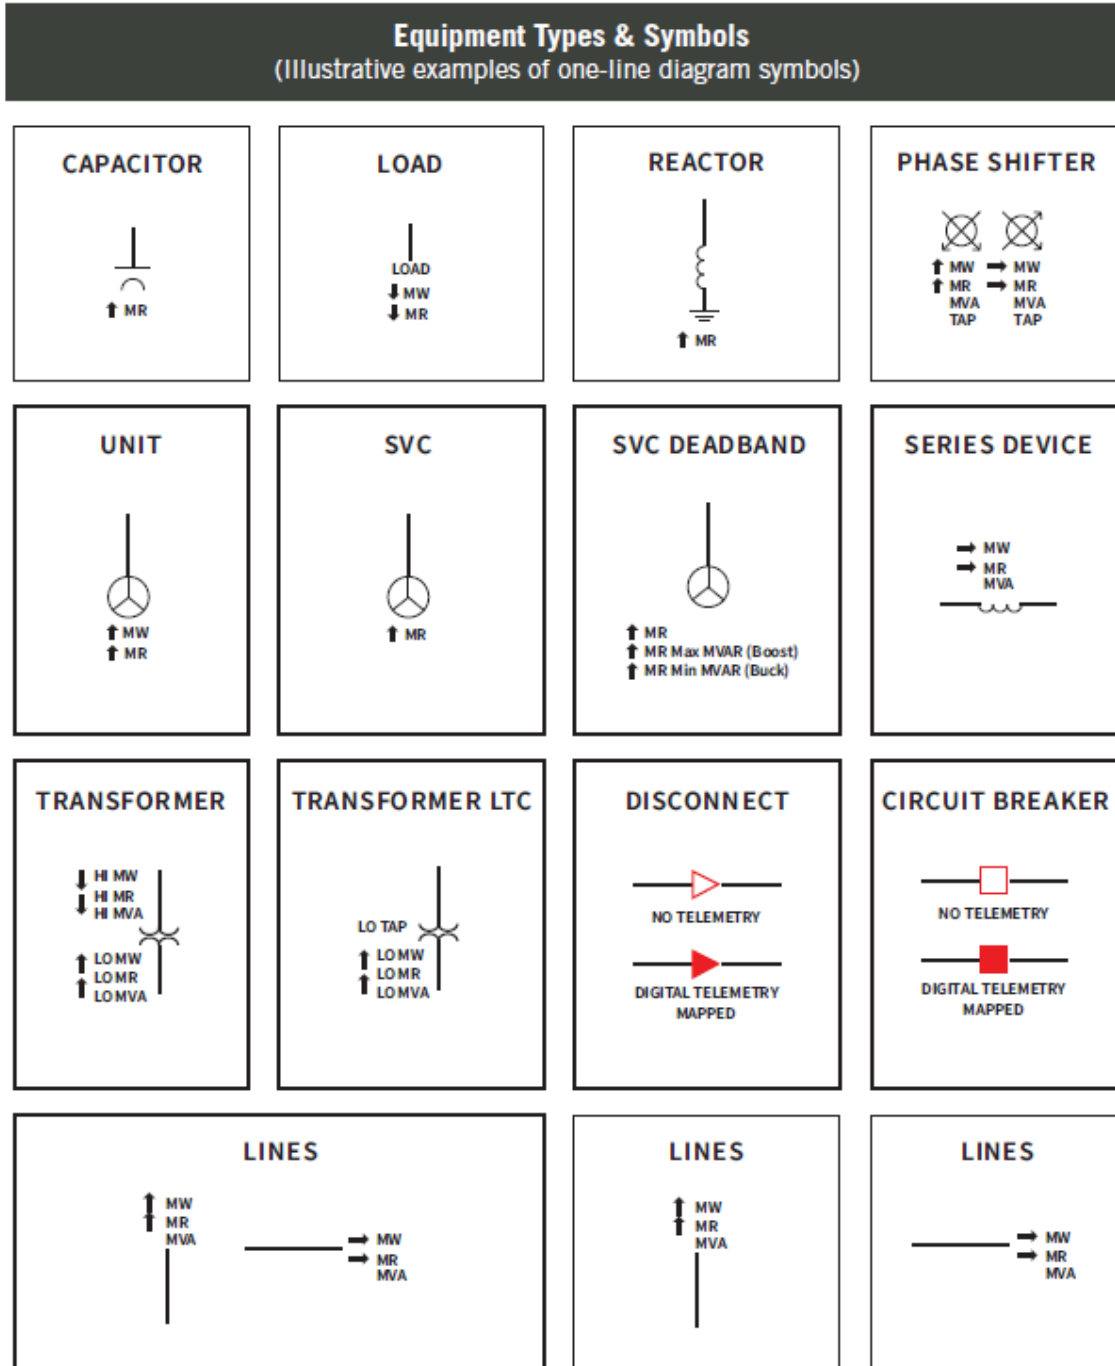 Equipment Types & Symbols
(Illustrative examples of one-line diagram symbols)
CAPACITOR
MR
LOAD
LOAD
MW
MR
REACTOR
MR
PHASE SHIFTER
MW MW
MR MR
MVA MVA
TAP TAP
UNIT
MW
MR
SVC
MR
SVC DEADBAND
MR
MR Max MVAR (Boost)
MR Min MVAR (Buck)
SERIES DEVICE
MW
MR
MVA
TRANSFORMER
HI MW
HI MR
HI MVA
LO MW
LO MR
LO MVA
TRANSFORMER LTC
LO TAP
LO MW
LO MR
LO MVA
DISCONNECT
NO TELEMETRY
DIGITAL TELEMETRY
MAPPED
CIRCUIT BREAKER
NO TELEMETRY
DIGITAL TELEMETRY
MAPPED
LINES
MW
MR
MVA
MW
MR
MVA
LINES
MW
MR
MVA
LINES
MW
MR
MVA